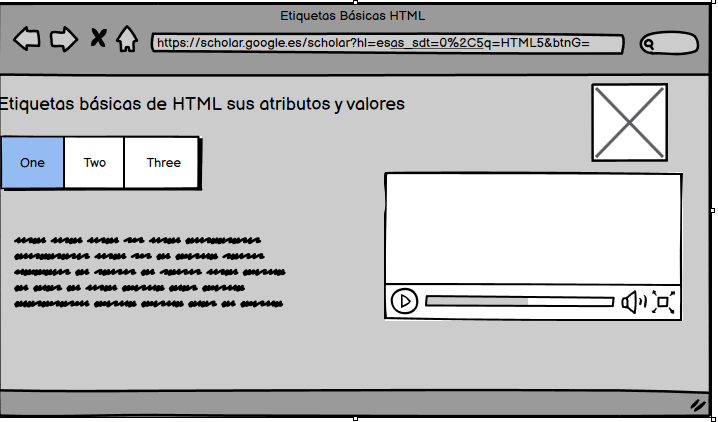 Etiquetas Básicas HTML
https://scholar.google.es/scholar?hl=esas_sdt=0%2C5q=HTML5&btnG=
Etiquetas básicas de HTML sus atributos y valores
One Two Three